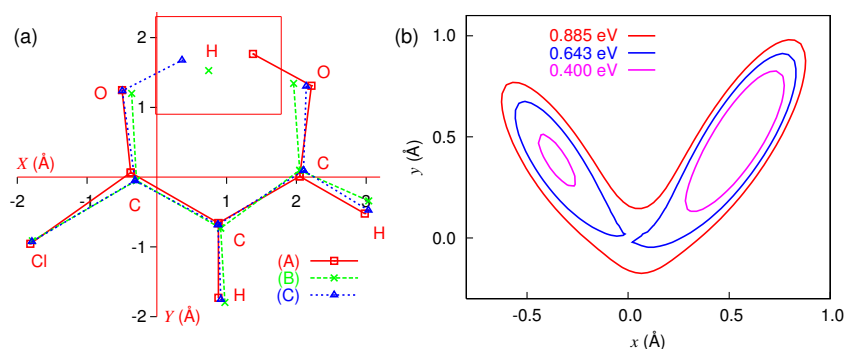 (a)
2
H
O
O
1
X (Å)
-2
-1
1
2
3
C
C
-1
C
Cl
H
(A)
H
(B)
(C)
-2
Y (Å)
(b)
1.0
0.885 eV
0.643 eV
0.400 eV
y (Å)
0.5
0.0
-0.5
0.0
0.5
1.0
x (Å)